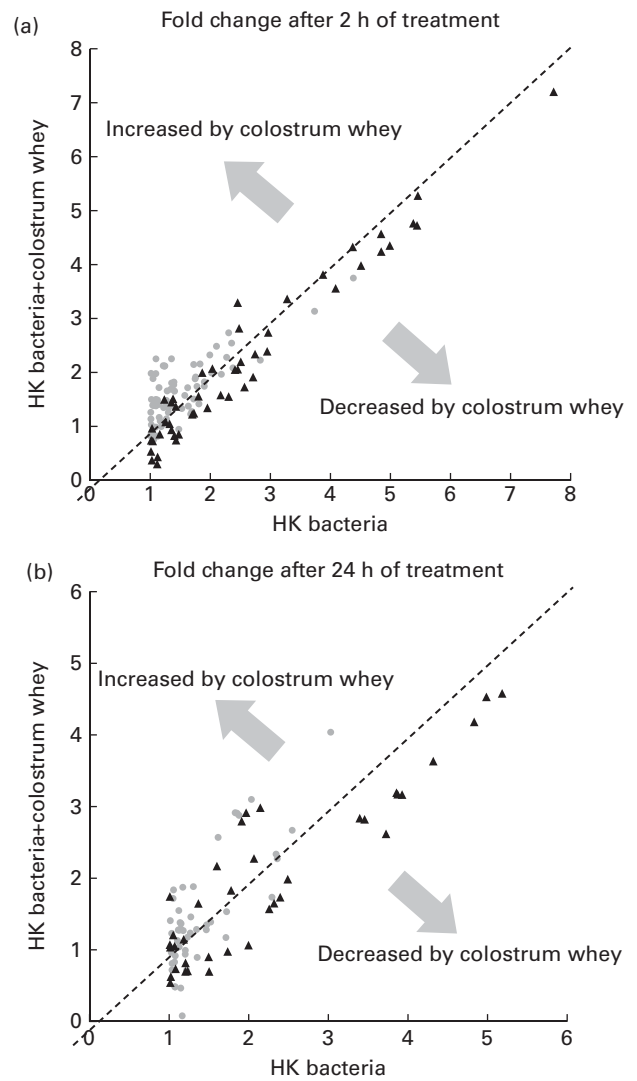 (a)
Fold change after 2 h of treatment
8
7
6
5
4
3
2
1
0
HK bacteria+colostrum whey
Increased by colostrum whey
Decreased by colostrum whey
0 1 2 3 4 5 6 7 8
HK bacteria
(b)
Fold change after 24 h of treatment
6
5
4
3
2
1
0
HK bacteria+colostrum whey
Increased by colostrum whey
Decreased by colostrum whey
0 1 2 3 4 5 6
HK bacteria